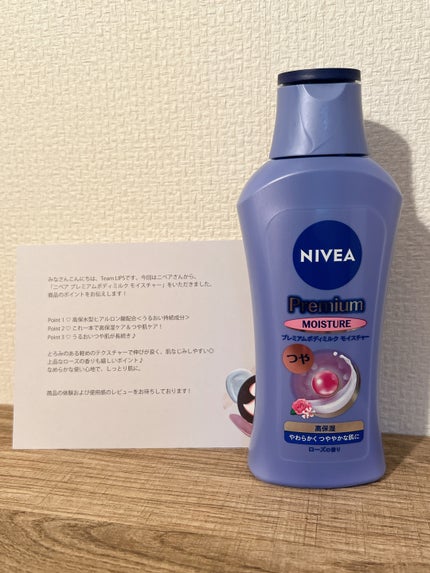 みなさんこんにちは、Team LIPSです。今回はニベアさんから、
「ニベア プレミアムボディミルク モイスチャー」をいただきました。
商品のポイントをお伝えします!
Point 1 ♡ 高保水型ヒアルロン酸配合<うるおい持続成分>
Point 2 ♡ これ一本で高保湿ケア&つや肌ケア!
Point 3 ♡ うるおいつや肌が長続き♪
とろみのある軽めのテクスチャーで伸びが良く、肌なじみしやすい◎
上品なローズの香りも嬉しいポイント♪
なめらかな使い心地で、しっとり肌に。
商品の体験および使用感のレビューをお待ちしております!
NIVEA
Premium
MOISTURE
プレミアムボディミルク モイスチャー
つや
高保湿
やわらかくつややかな肌に
ローズの香り